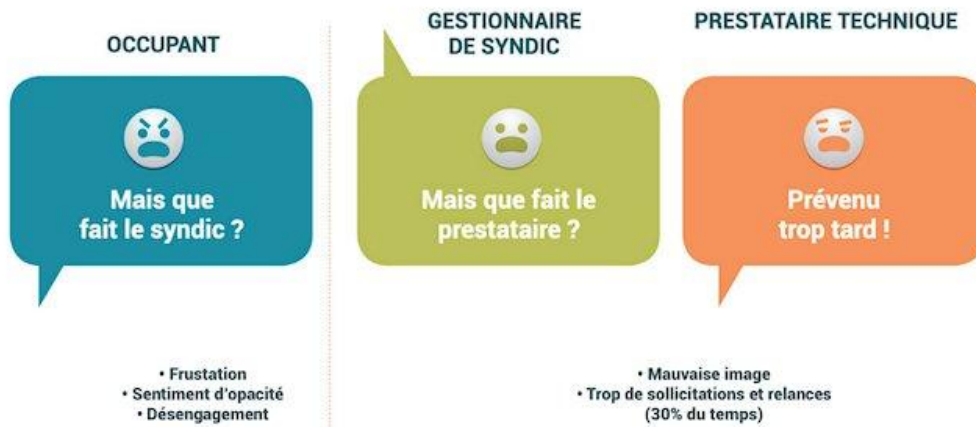 OCCUPANT
Mais que
fait le syndic ?
• Frustation
• Sentiment d'opacité
• Désengagement
GESTIONNAIRE
DE SYNDIC
Mais que fait le
prestataire ?
PRESTATAIRE TECHNIQUE
Prévenu
trop tard !
• Mauvaise image
• Trop de sollicitations et relances
(30% du temps)